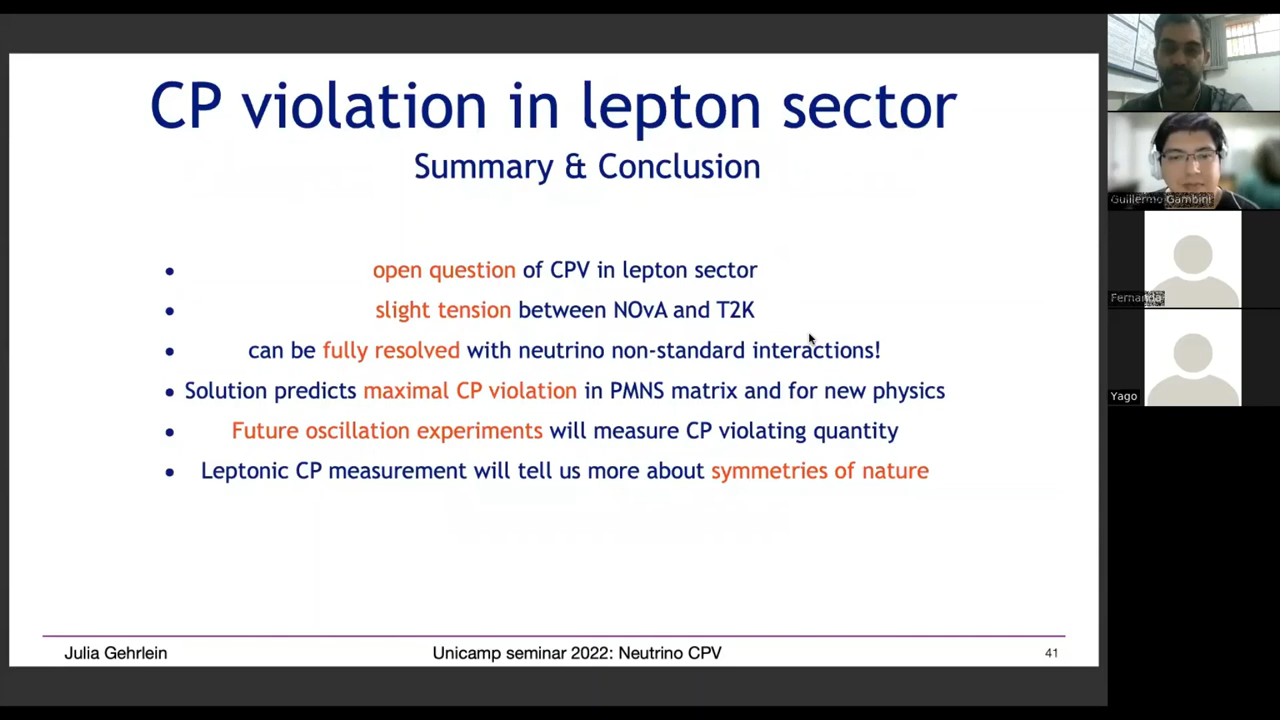 CP violation in lepton sector
Summary & Conclusion
• open question of CPV in lepton sector
• slight tension between NOvA and T2K
• can be fully resolved with neutrino non-standard interactions!
• Solution predicts maximal CP violation in PMNS matrix and for new physics
• Future oscillation experiments will measure CP violating quantity
• Leptonic CP measurement will tell us more about symmetries of nature
Julia Gehrlein
Unicamp seminar 2022: Neutrino CPV
41
Guillermo Gambini
Fernanda
Yago